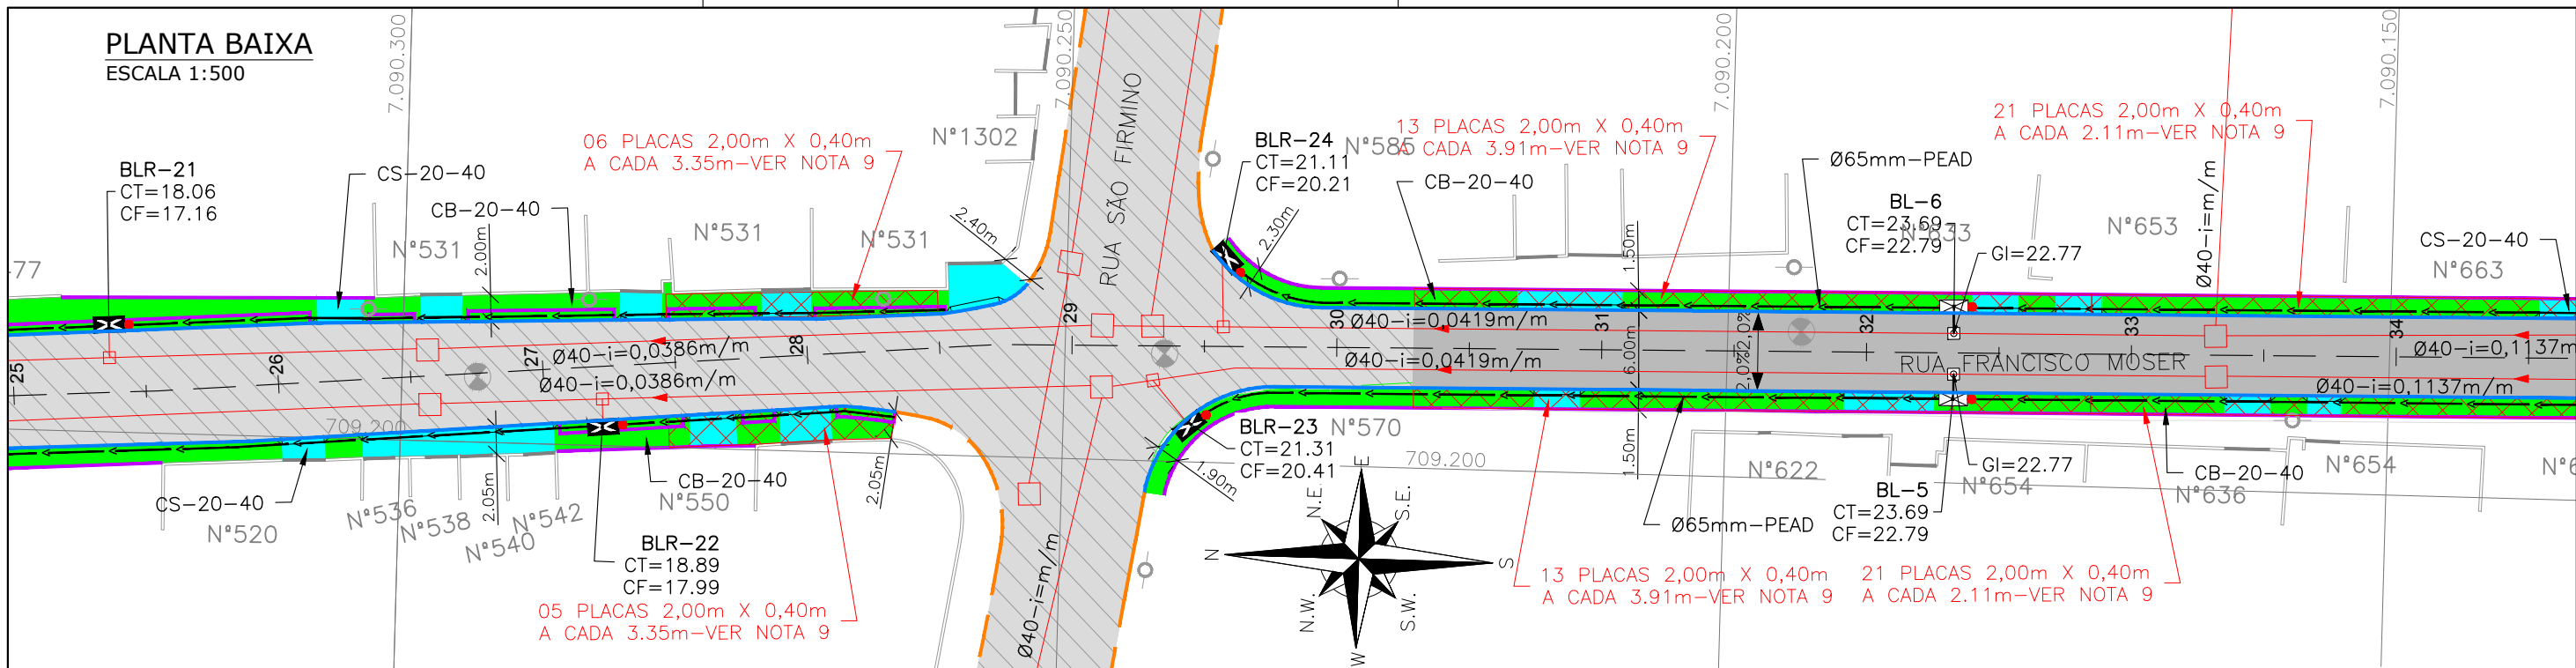 PLANTA BAIXA
ESCALA 1:500
7.090.300
7.090.250
7.090.200
7.090.150
BLR-21
CT=18.06
CF=17.16
CS-20-40
CB-20-40
06 PLACAS 2,00m X 0,40m
A CADA 3.35m-VER NOTA 9
N°1302
N°531
N°531
N°531
2.00m
2.40m
RUA SÃO FIRMINO
BLR-24
CT=21.11
CF=20.21
N°585
13 PLACAS 2,00m X 0,40m
A CADA 3.91m-VER NOTA 9
CB-20-40
2.30m
1.50m
Ø65mm-PEAD
BL-6
CT=23.69
CF=22.79
N°633
GI=22.77
21 PLACAS 2,00m X 0,40m
A CADA 2.11m-VER NOTA 9
N°653
Ø40-i=m/m
CS-20-40
N°663
25
26
27
28
29
30
31
32
33
34
Ø40-i=0,0386m/m
Ø40-i=0,0386m/m
Ø40-i=0,0419m/m
Ø40-i=0,0419m/m
6.00m
2,0%
2,0%
RUA FRANCISCO MOSER
Ø40-i=0,1137m
Ø40-i=0,1137m/m
709.200
CS-20-40
N°520
N°536
N°538
N°540
N°542
2.05m
CB-20-40
N°550
BLR-22
CT=18.89
CF=17.99
2.05m
05 PLACAS 2,00m X 0,40m
A CADA 3.35m-VER NOTA 9
Ø40-i=m/m
BLR-23
CT=21.31
CF=20.41
N°570
1.90m
709.200
1.50m
Ø65mm-PEAD
N°622
BL-5
CT=23.69
CF=22.79
GI=22.77
N°654
CB-20-40
N°636
N°654
13 PLACAS 2,00m X 0,40m
A CADA 3.91m-VER NOTA 9
21 PLACAS 2,00m X 0,40m
A CADA 2.11m-VER NOTA 9
E
N.E.
S.E.
N
S
N.W.
S.W.
W